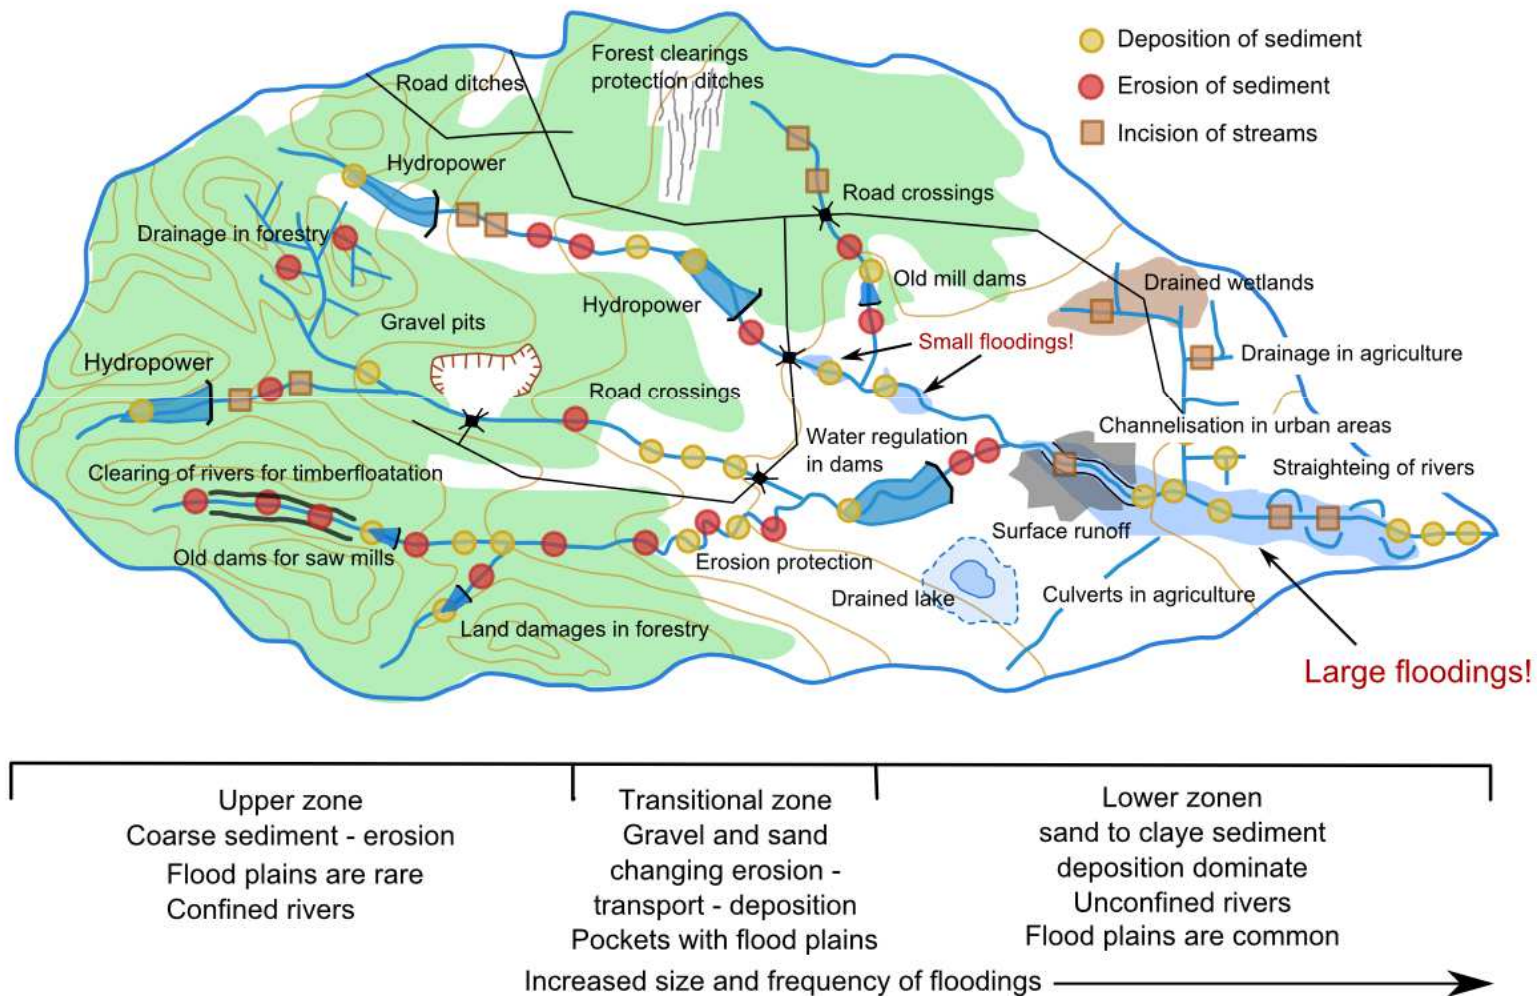 Deposition of sediment
Erosion of sediment
Incision of streams
Forest clearings
protection ditches
Road ditches
Hydropower
Road crossings
Drainage in forestry
Old mill dams
Drained wetlands
Hydropower
Gravel pits
Small floodings!
Drainage in agriculture
Hydropower
Road crossings
Channelisation in urban areas
Water regulation
in dams
Straighteing of rivers
Clearing of rivers for timberfloatation
Surface runoff
Old dams for saw mills
Erosion protection
Drained lake
Culverts in agriculture
Land damages in forestry
Large floodings!
Upper zone
Coarse sediment - erosion
Flood plains are rare
Confined rivers
Transitional zone
Gravel and sand
changing erosion -
transport - deposition
Pockets with flood plains
Lower zonen
sand to claye sediment
deposition dominate
Unconfined rivers
Flood plains are common
Increased size and frequency of floodings